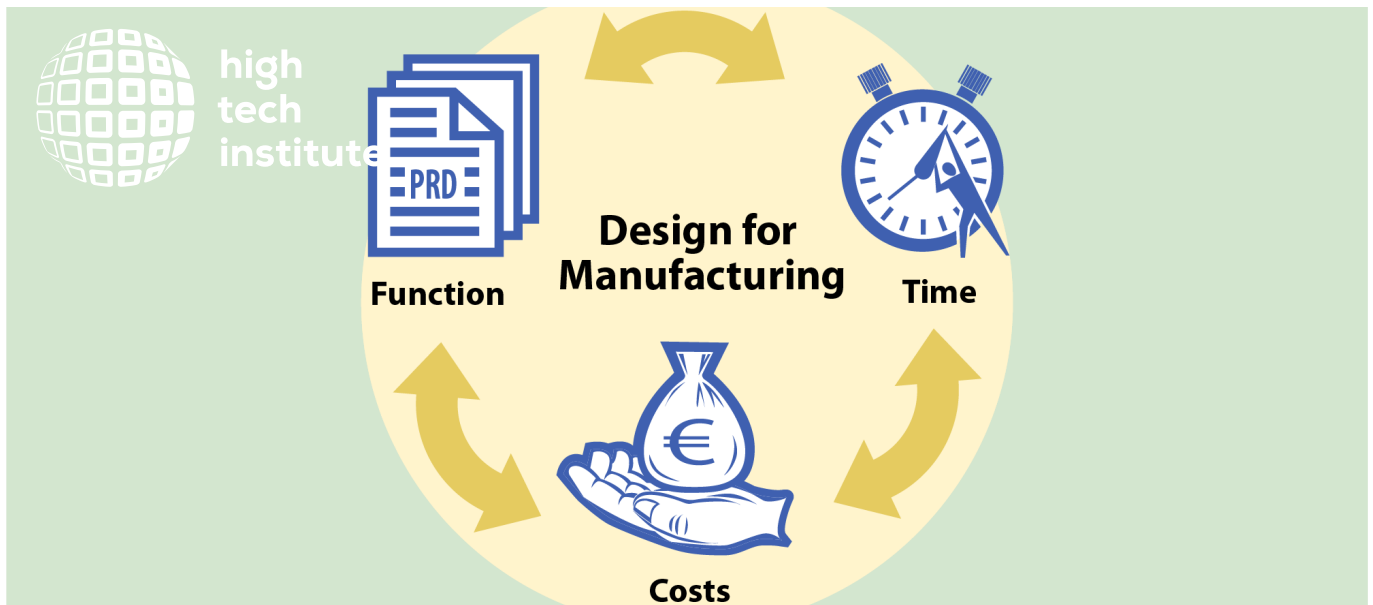 high
tech
institute
PRD
Design for
Manufacturing
Function
Time
€
Costs